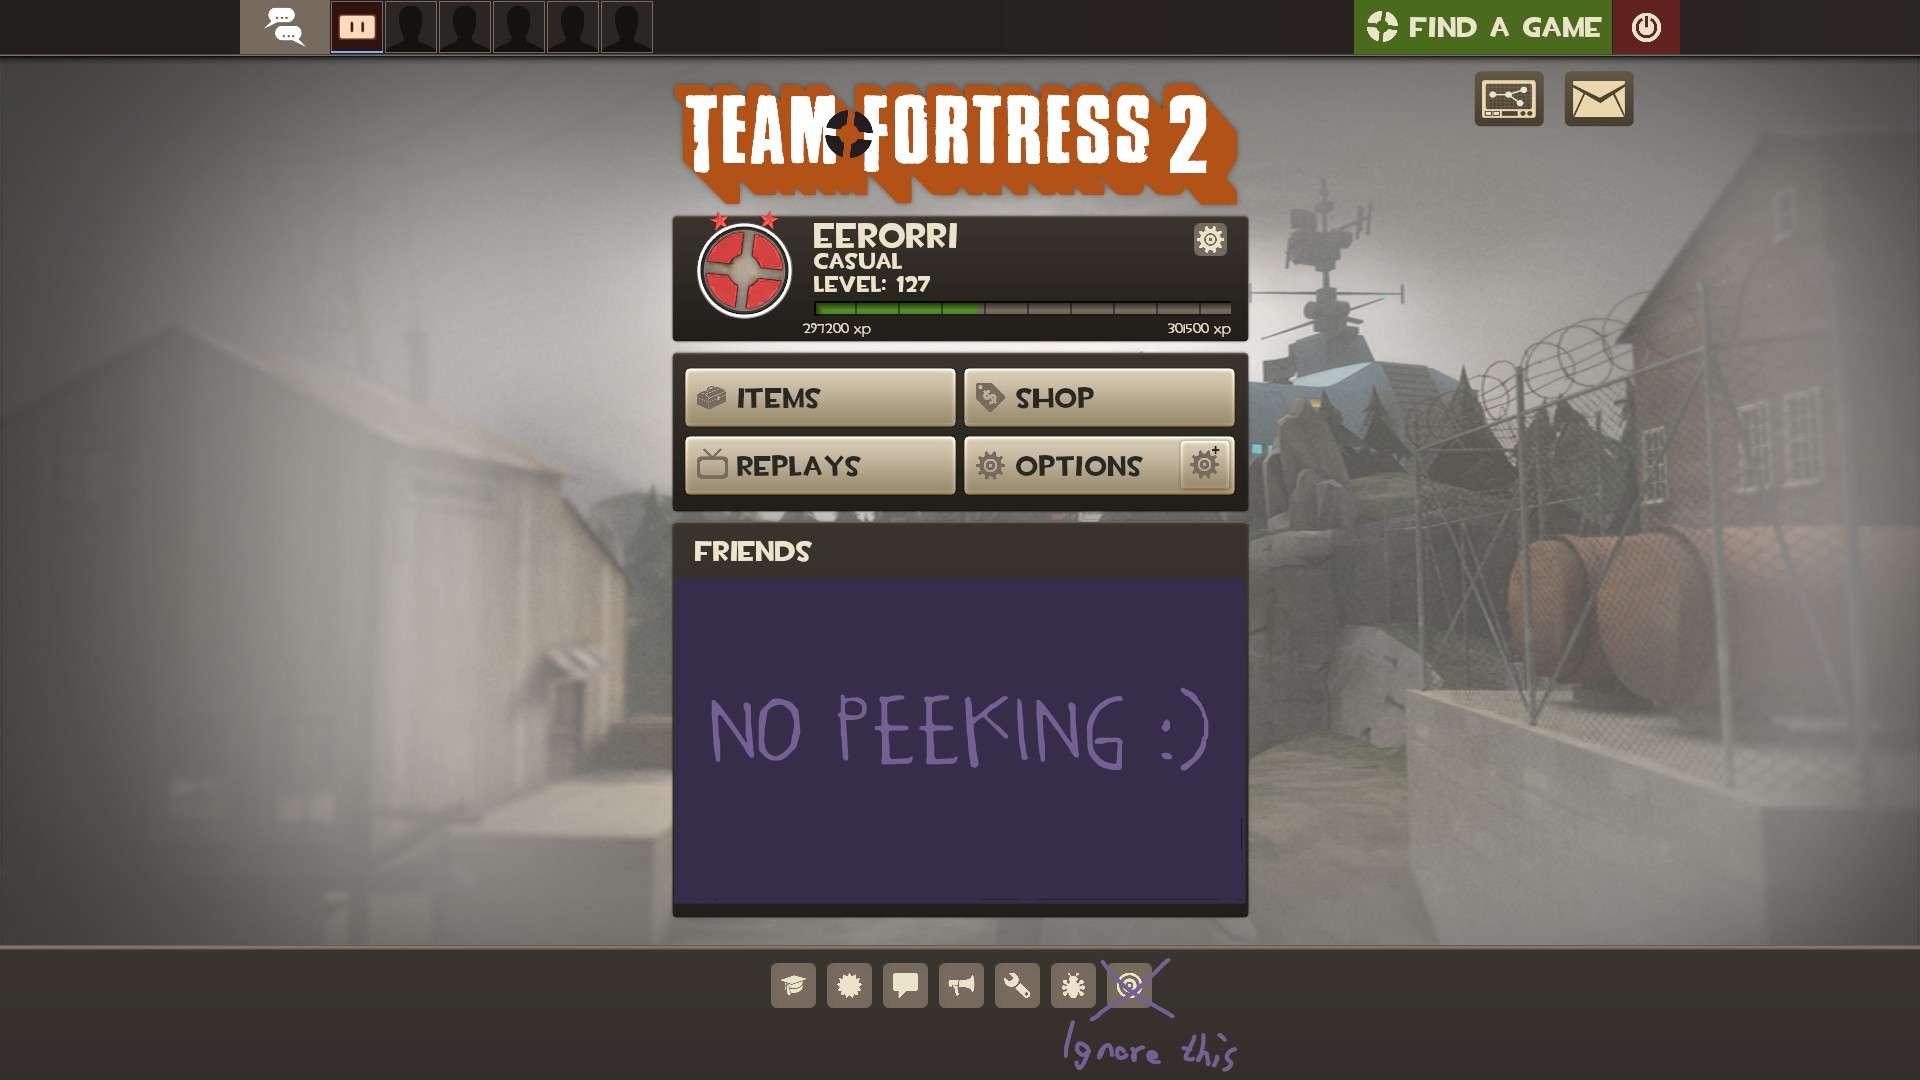 FIND A GAME
TEAM FORTRESS 2
EERORRI
CASUAL
LEVEL: 127
297200 xp
301500 xp
ITEMS
SHOP
REPLAYS
OPTIONS
FRIENDS
NO PEEKING :)
Ignore this